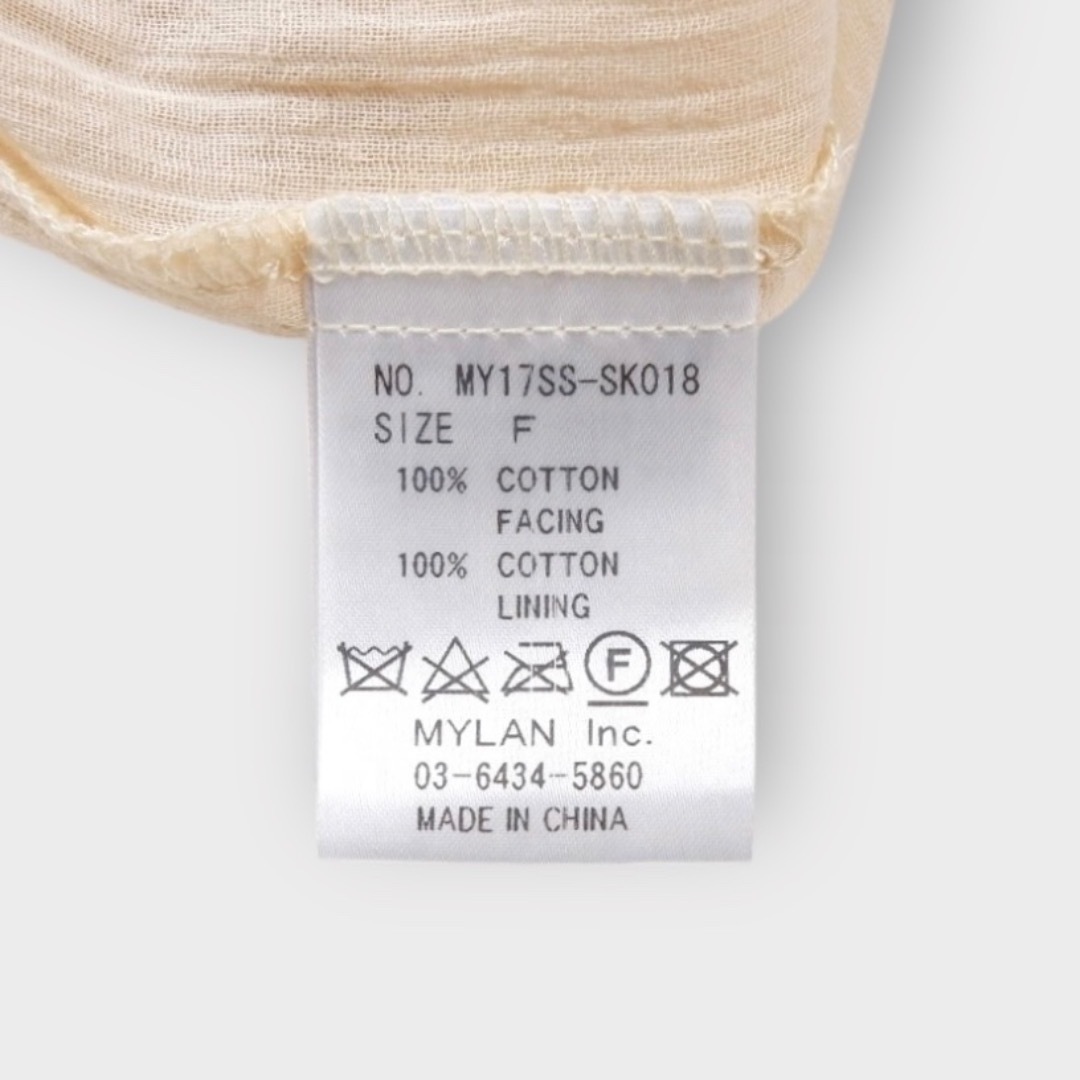 NO. MY17SS-SK018
SIZE F
100% COTTON
FACING
100% COTTON
LINING
F
MYLAN Inc.
03-6434-5860
MADE IN CHINA